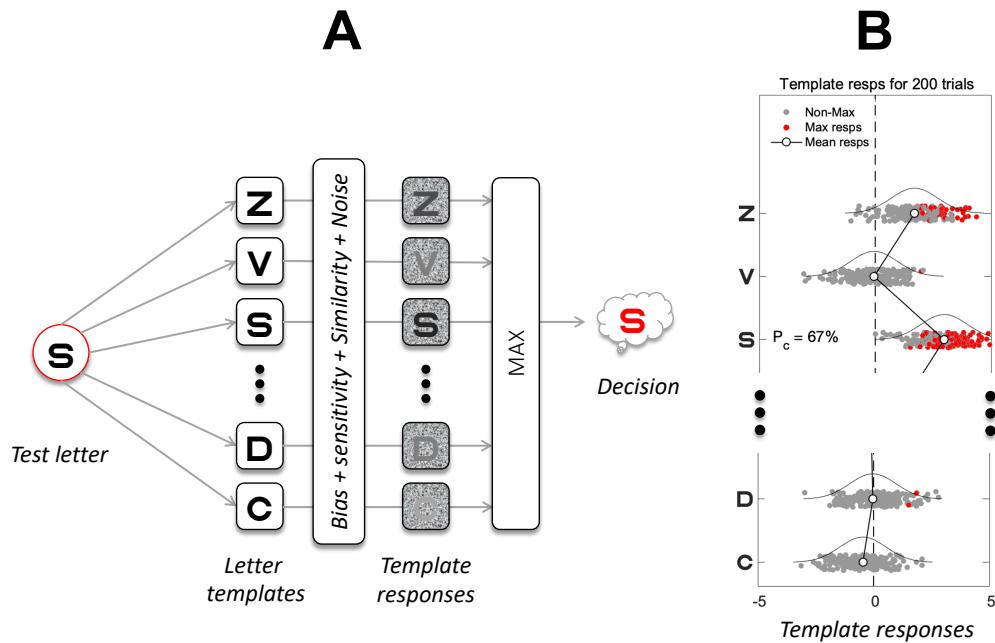 A
B
Template resps for 200 trials
Non-Max
Max resps
Mean resps
Z
V
S
D
C
S
Test letter
Z
V
S
D
C
Letter
templates
Bias + sensitivity + Similarity + Noise
Z
V
S
D
Template
responses
MAX
S
Decision
P_c = 67%
-5
0
5
Template responses